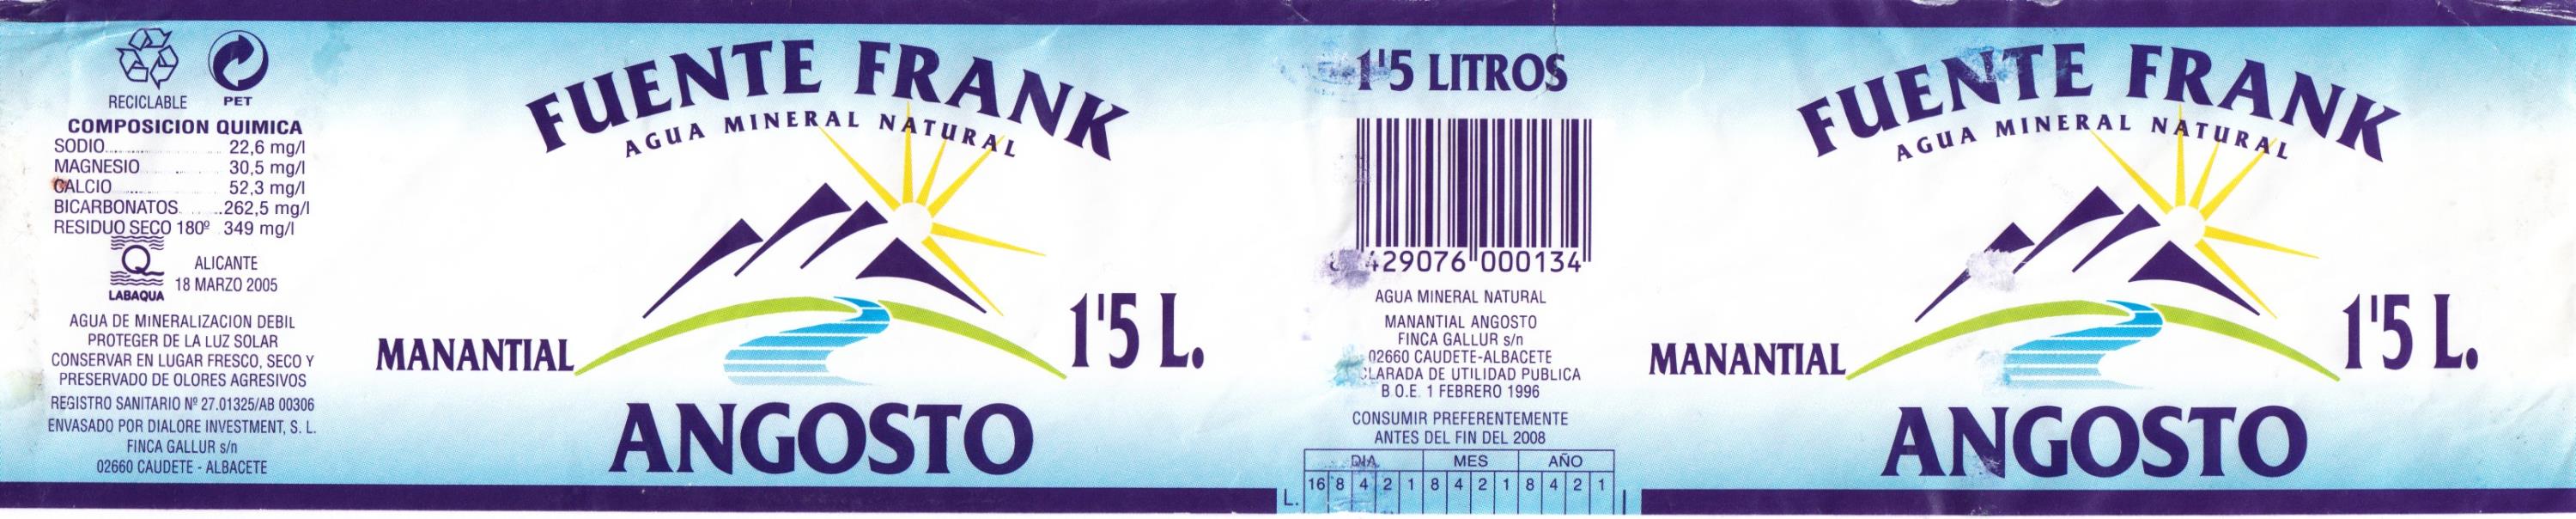 RECICLABLE
PET
COMPOSICION QUIMICA
SODIO.......... 22,6 mg/l
MAGNESIO ..... 30,5 mg/l
CALCIO ..... 52,3 mg/l
BICARBONATOS. .....262,5 mg/l
RESIDUO SECO 180º 349 mg/l
Q
LABAQUA
ALICANTE
18 MARZO 2005
AGUA DE MINERALIZACION DEBIL
PROTEGER DE LA LUZ SOLAR
CONSERVAR EN LUGAR FRESCO, SECO Y
PRESERVADO DE OLORES AGRESIVOS
REGISTRO SANITARIO Nº 27.01325/AB 00306
ENVASADO POR DIALORE INVESTMENT, S. L.
FINCA GALLUR s/n
02660 CAUDETE - ALBACETE
FUENTE FRANK
AGUA MINERAL NATURAL
MANANTIAL
1'5 L.
ANGOSTO
1'5 LITROS
429076 000134
AGUA MINERAL NATURAL
MANANTIAL ANGOSTO
FINCA GALLUR s/n
02660 CAUDETE-ALBACETE
CLARADA DE UTILIDAD PUBLICA
B.O.E. 1 FEBRERO 1996
CONSUMIR PREFERENTEMENTE
ANTES DEL FIN DEL 2008
DIA MES AÑO
L. 16 8 4 2 1 8 4 2 1 8 4 2 1
FUENTE FRANK
AGUA MINERAL NATURAL
MANANTIAL
1'5 L.
ANGOSTO